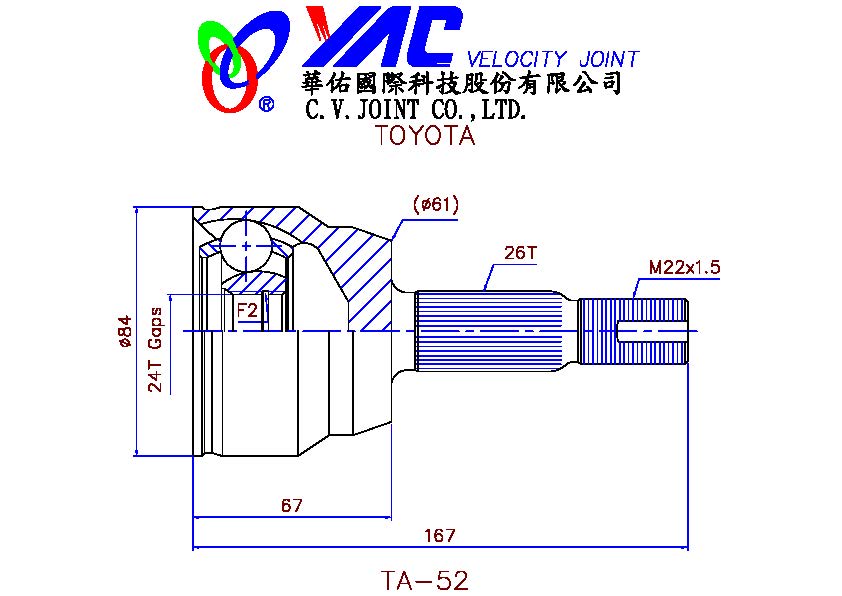 YAC VELOCITY JOINT
®
華佑國際科技股份有限公司
C.V.JOINT CO.,LTD.
TOYOTA
(ø61)
26T
M22x1.5
F2
ø84
24T Gaps
67
167
TA-52